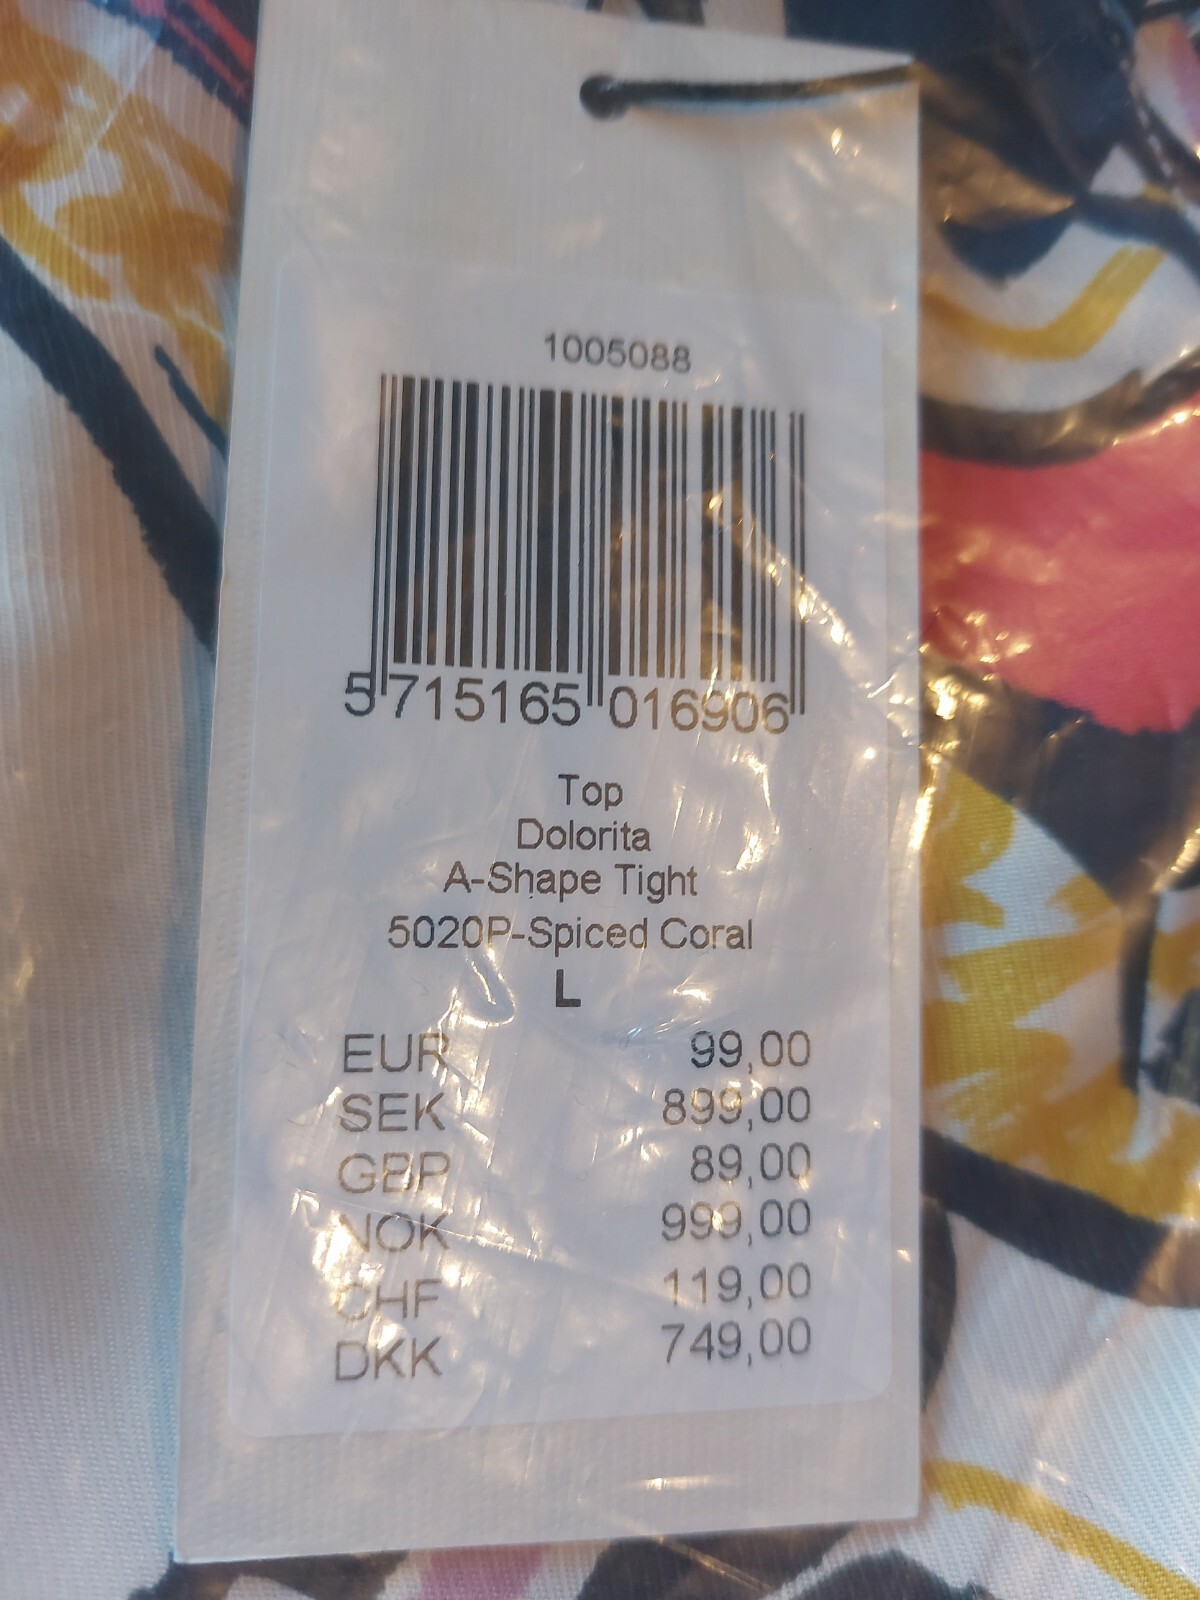 1005088
5 715165 016906
Top
Dolorita
A-Shape Tight
5020P-Spiced Coral
L
EUR 99,00
SEK 899,00
GBP 89,00
NOK 999,00
CHF 119,00
DKK 749,00